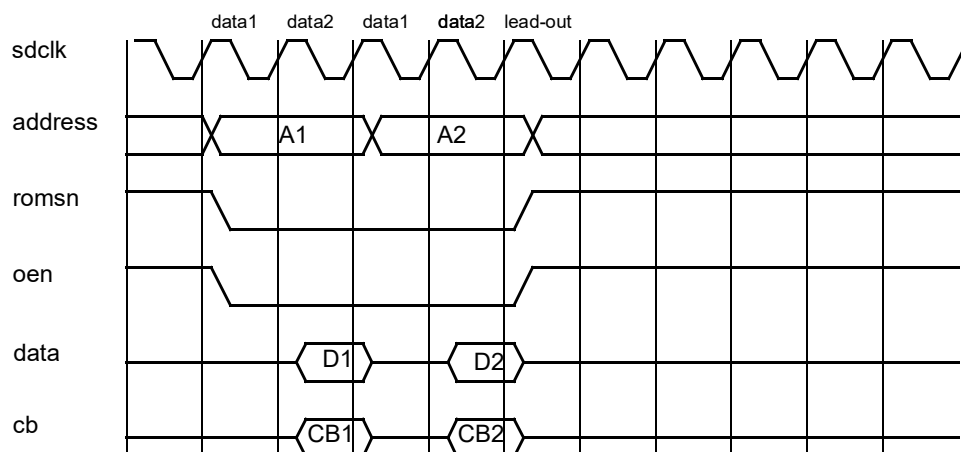 data1 data2 data1 data2 lead-out
sdclk
address A1 A2
romsn
oen
data D1 D2
cb CB1 CB2